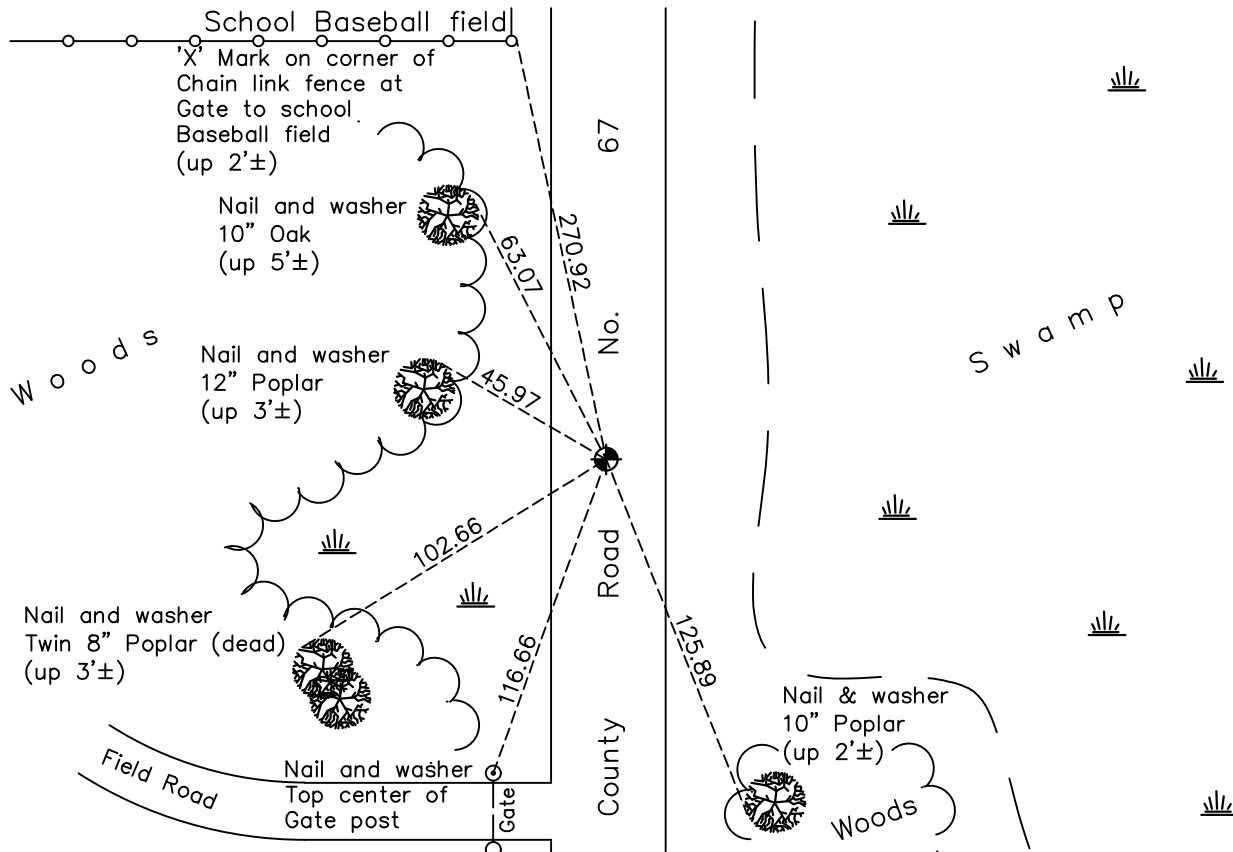 School Baseball field
'X' Mark on corner of
Chain link fence at
Gate to school
Baseball field
(up 2'±)
Nail and washer
10" Oak
(up 5'±)
63.07
270.92
Woods
Nail and washer
12" Poplar
(up 3'±)
45.97
102.66
Nail and washer
Twin 8" Poplar (dead)
(up 3'±)
116.66
125.89
County Road No. 67
Swamp
Field Road
Nail and washer
Top center of
Gate post
Gate
Nail & washer
10" Poplar
(up 2'±)
Woods